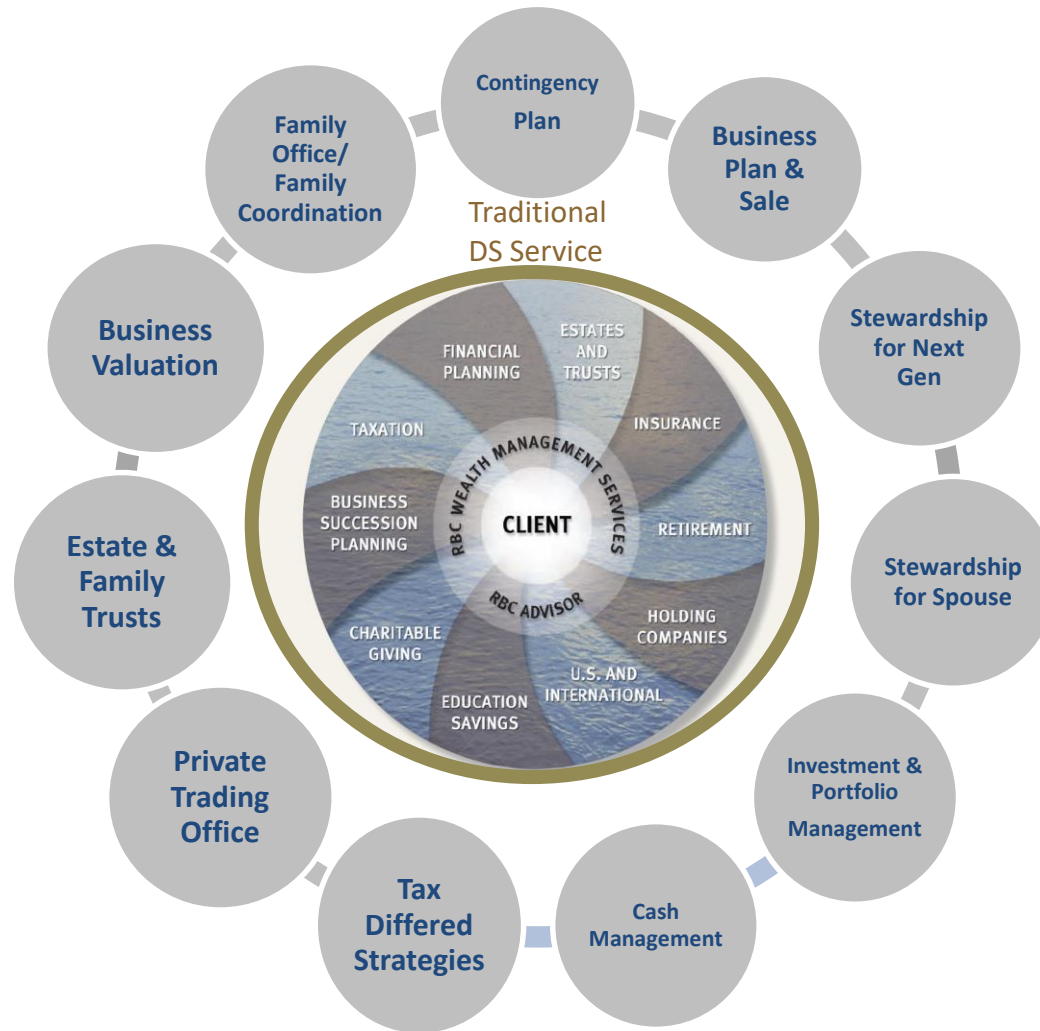 Contingency
Plan
Business
Plan &
Sale
Stewardship
for Next
Gen
Stewardship
for Spouse
Investment &
Portfolio
Management
Cash
Management
Tax
Differed
Strategies
Private
Trading
Office
Estate &
Family
Trusts
Business
Valuation
Family
Office/
Family
Coordination
Traditional
DS Service
FINANCIAL
PLANNING
ESTATES
AND
TRUSTS
INSURANCE
RETIREMENT
HOLDING
COMPANIES
U.S. AND
INTERNATIONAL
EDUCATION
SAVINGS
CHARITABLE
GIVING
BUSINESS
SUCCESSION
PLANNING
TAXATION
RBC WEALTH MANAGEMENT SERVICES
CLIENT
RBC ADVISOR